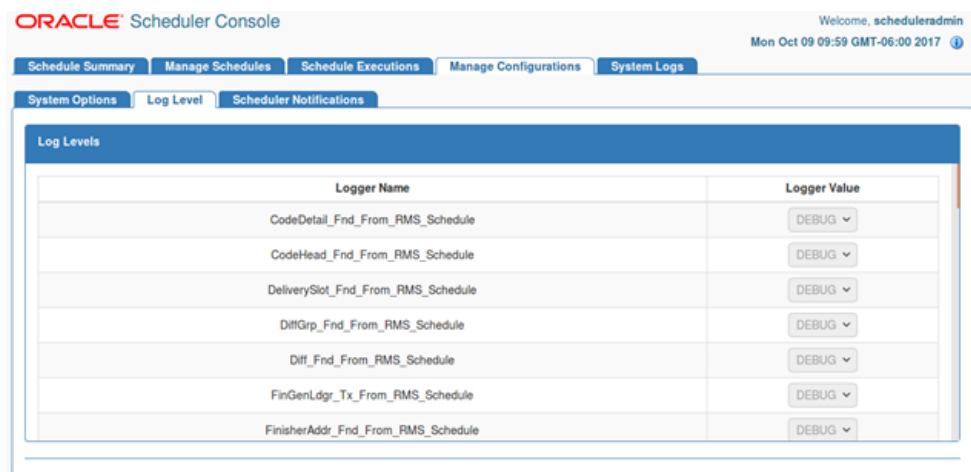 ORACLE Scheduler Console
Welcome, scheduleradmin
Mon Oct 09 09:59 GMT-06:00 2017
Schedule Summary Manage Schedules Schedule Executions Manage Configurations System Logs
System Options Log Level Scheduler Notifications
Log Levels
Logger Name Logger Value
CodeDetail_Fnd_From_RMS_Schedule DEBUG
CodeHead_Fnd_From_RMS_Schedule DEBUG
DeliverySlot_Fnd_From_RMS_Schedule DEBUG
DiffGrp_Fnd_From_RMS_Schedule DEBUG
Diff_Fnd_From_RMS_Schedule DEBUG
FinGenLdgr_Tx_From_RMS_Schedule DEBUG
FinisherAddr_Fnd_From_RMS_Schedule DEBUG